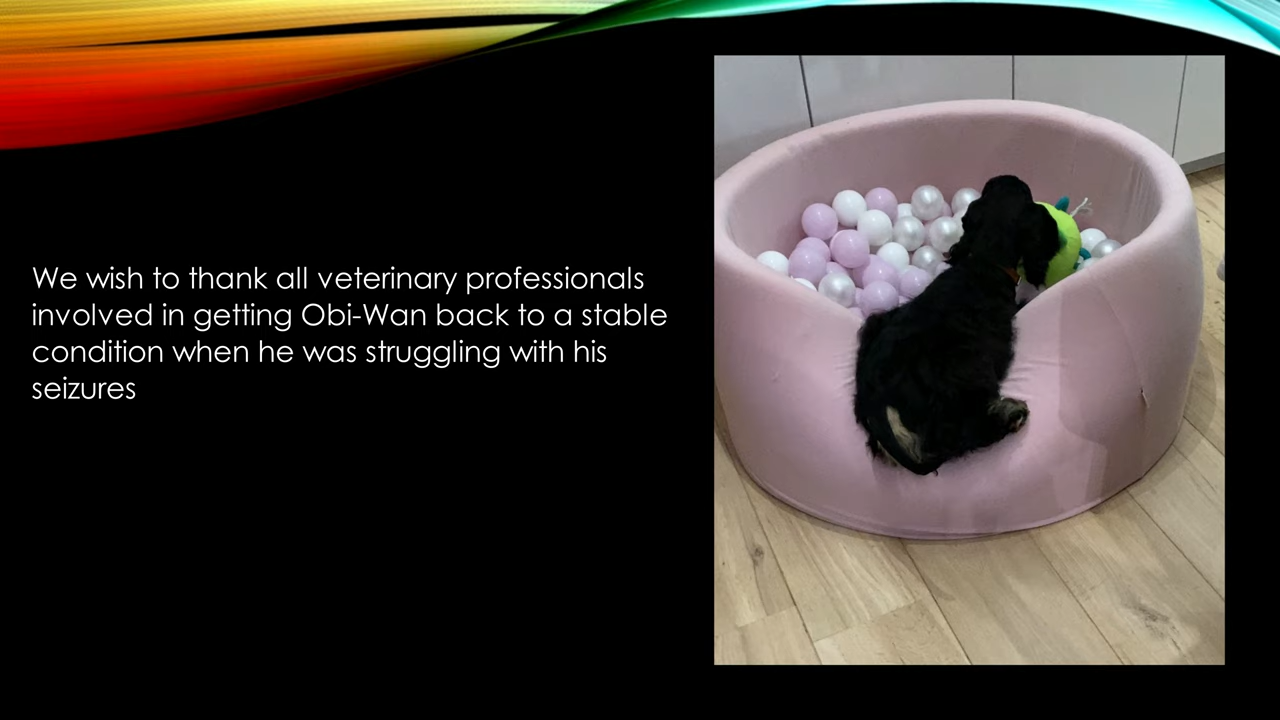 We wish to thank all veterinary professionals
involved in getting Obi-Wan back to a stable
condition when he was struggling with his
seizures